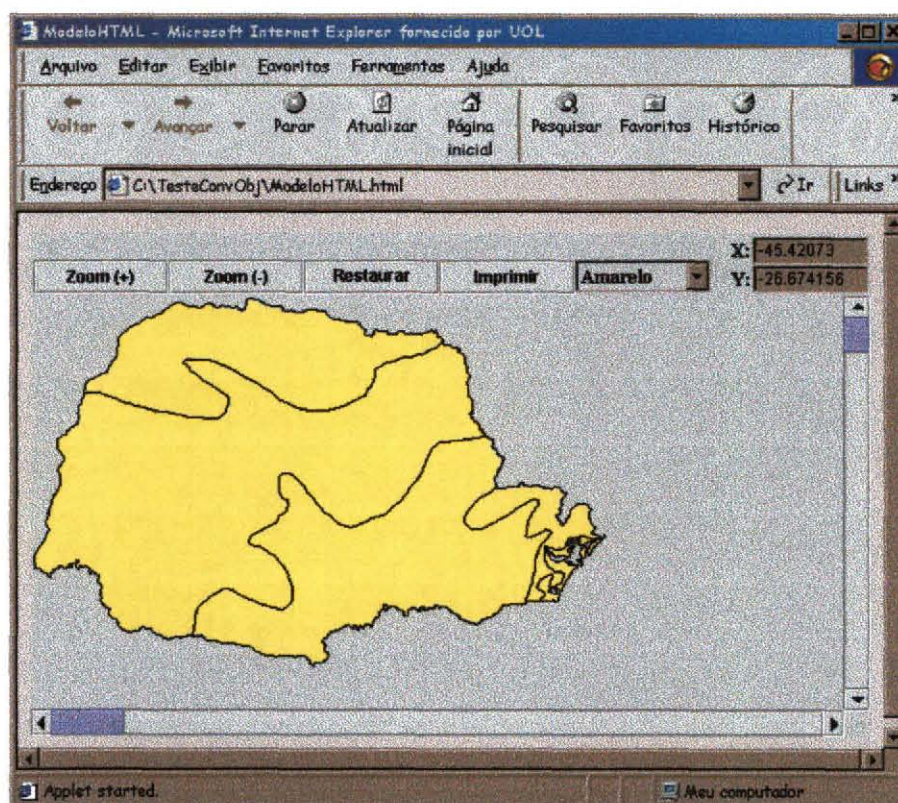 ModeloHTML - Microsoft Internet Explorer fornecido por UOL
Arquivo Editar Exibir Favoritos Ferramentas Ajuda
Voltar Avançar Parar Atualizar Página inicial Pesquisar Favoritos Histórico »
Endereço C:\TesteConvObj\ModeloHTML.html Ir Links »
X: -45.42073
Zoom (+) Zoom (-) Restaurar Imprimir Amarelo Y: -26.674156
Applet started. Meu computador